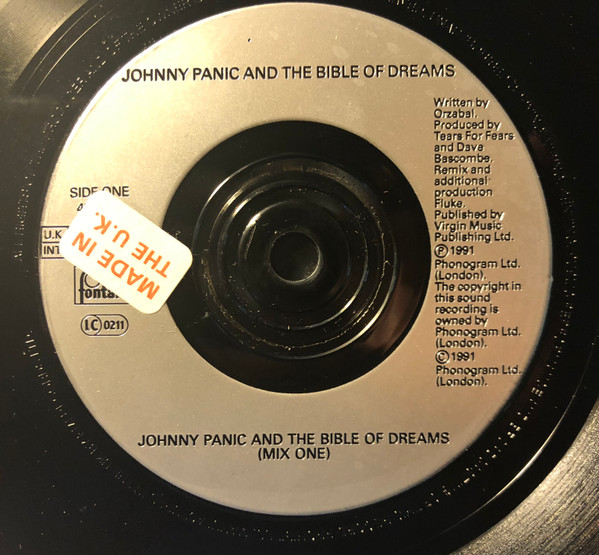 JOHNNY PANIC AND THE BIBLE OF DREAMS
SIDE ONE
U.K.
INT
MADE IN
THE U.K.
fonta
LC 0211
Written by
Orzabal.
Produced by
Tears For Fears
and Dave
Bascombe.
Remix and
additional
production
Fluke.
Published by
Virgin Music
Publishing Ltd.
Ⓟ1991
Phonogram Ltd.
(London).
The copyright in
this sound
recording is
owned by
Phonogram Ltd.
(London).
©1991
Phonogram Ltd.
(London).
JOHNNY PANIC AND THE BIBLE OF DREAMS
(MIX ONE)